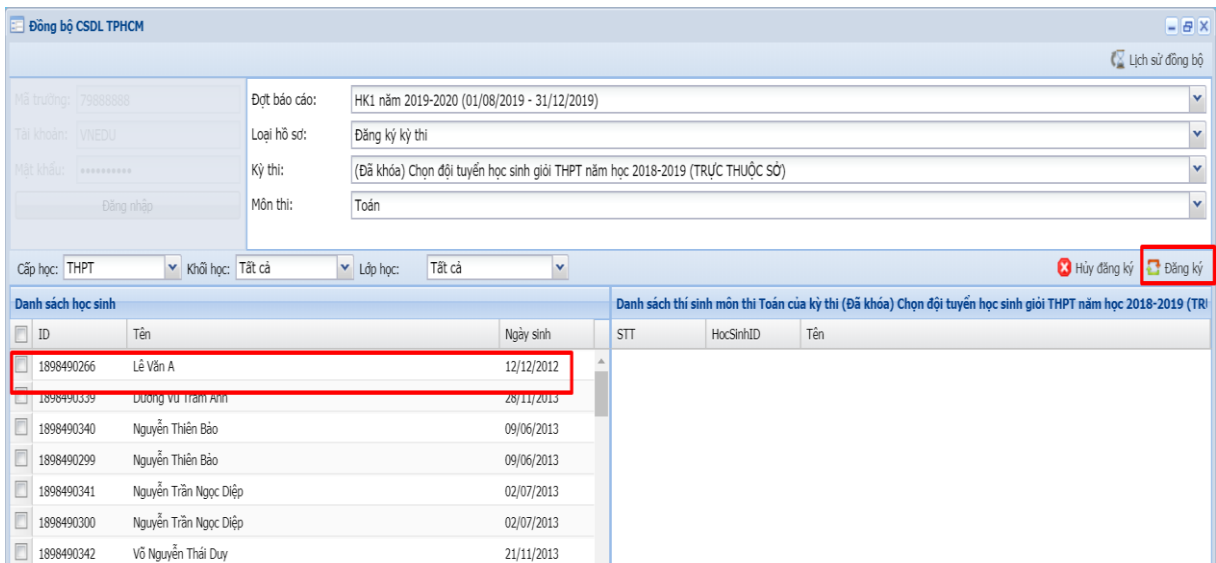 Đồng bộ CSDL TPHCM
Lịch sử đồng bộ
Mã trường: 79888888
Tài khoản: VNEDU
Mật khẩu: ••••••••••
Đăng nhập
Đợt báo cáo: HK1 năm 2019-2020 (01/08/2019 - 31/12/2019)
Loại hồ sơ: Đăng ký kỳ thi
Kỳ thi: (Đã khóa) Chọn đội tuyển học sinh giỏi THPT năm học 2018-2019 (TRỰC THUỘC SỞ)
Môn thi: Toán
Cấp học: THPT Khối học: Tất cả Lớp học: Tất cả Hủy đăng ký Đăng ký
Danh sách học sinh
ID Tên Ngày sinh
1898490266 Lê Văn A 12/12/2012
1898490339 Dương Vũ Trâm Anh 28/11/2013
1898490340 Nguyễn Thiên Bảo 09/06/2013
1898490299 Nguyễn Thiên Bảo 09/06/2013
1898490341 Nguyễn Trần Ngọc Diệp 02/07/2013
1898490300 Nguyễn Trần Ngọc Diệp 02/07/2013
1898490342 Võ Nguyễn Thái Duy 21/11/2013
Danh sách thí sinh môn thi Toán của kỳ thi (Đã khóa) Chọn đội tuyển học sinh giỏi THPT năm học 2018-2019 (TR
STT HocSinhID Tên